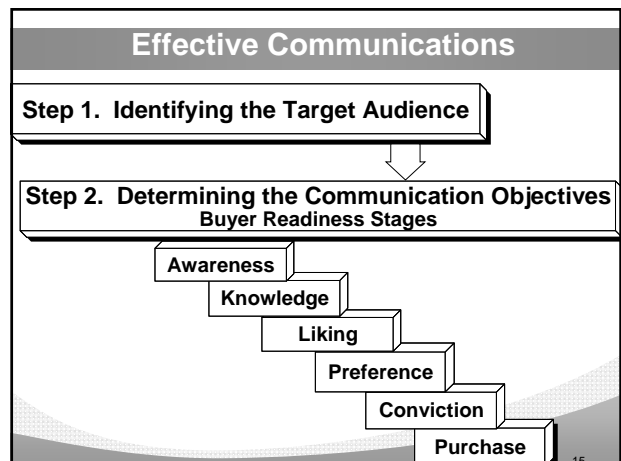 Effective Communications
Step 1. Identifying the Target Audience
Step 2. Determining the Communication Objectives
Buyer Readiness Stages
Awareness
Knowledge
Liking
Preference
Conviction
Purchase
15